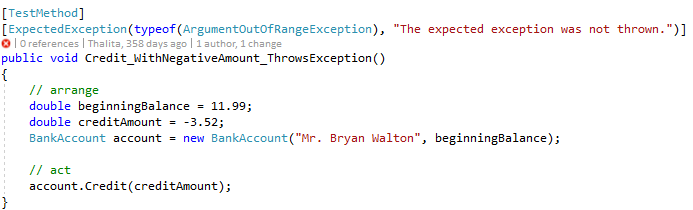 [TestMethod]
[ExpectedException(typeof(ArgumentOutOfRangeException), "The expected exception was not thrown.")]
0 references | Thalita, 358 days ago | 1 author, 1 change
public void Credit_WithNegativeAmount_ThrowsException()
{
// arrange
double beginningBalance = 11.99;
double creditAmount = -3.52;
BankAccount account = new BankAccount("Mr. Bryan Walton", beginningBalance);
// act
account.Credit(creditAmount);
}